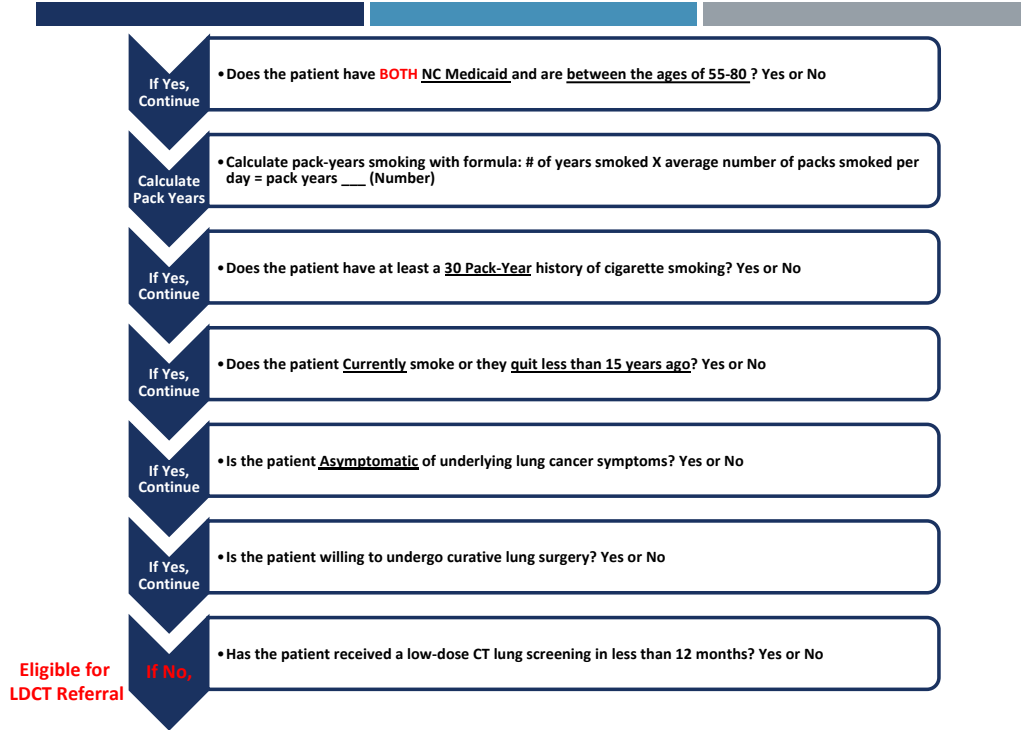 If Yes,
Continue
• Does the patient have BOTH NC Medicaid and are between the ages of 55-80 ? Yes or No
Calculate
Pack Years
• Calculate pack-years smoking with formula: # of years smoked X average number of packs smoked per
day = pack years ___ (Number)
If Yes,
Continue
• Does the patient have at least a 30 Pack-Year history of cigarette smoking? Yes or No
If Yes,
Continue
• Does the patient Currently smoke or they quit less than 15 years ago? Yes or No
If Yes,
Continue
• Is the patient Asymptomatic of underlying lung cancer symptoms? Yes or No
If Yes,
Continue
• Is the patient willing to undergo curative lung surgery? Yes or No
Eligible for
LDCT Referral
If No,
• Has the patient received a low-dose CT lung screening in less than 12 months? Yes or No